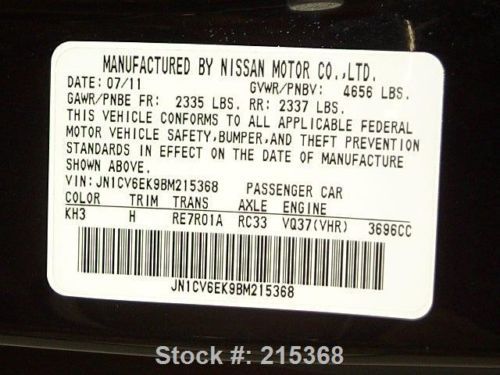 MANUFACTURED BY NISSAN MOTOR CO.,LTD.
DATE: 07/11 GVWR/PNBV: 4656 LBS.
GAWR/PNBE FR: 2335 LBS. RR: 2337 LBS.
THIS VEHICLE CONFORMS TO ALL APPLICABLE FEDERAL
MOTOR VEHICLE SAFETY,BUMPER,AND THEFT PREVENTION
STANDARDS IN EFFECT ON THE DATE OF MANUFACTURE
SHOWN ABOVE.
VIN: JN1CV6EK9BM215368 PASSENGER CAR
COLOR TRIM TRANS AXLE ENGINE
KH3 H RE7R01A RC33 VQ37(VHR) 3696CC
JN1CV6EK9BM215368
Stock #: 215368